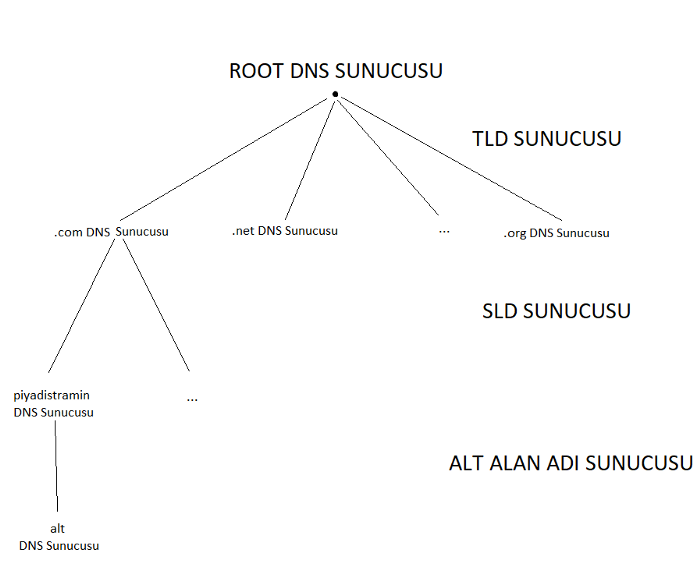 ROOT DNS SUNUCUSU
TLD SUNUCUSU
.com DNS Sunucusu
.net DNS Sunucusu
...
.org DNS Sunucusu
SLD SUNUCUSU
piyadistramin
DNS Sunucusu
...
ALT ALAN ADI SUNUCUSU
alt
DNS Sunucusu